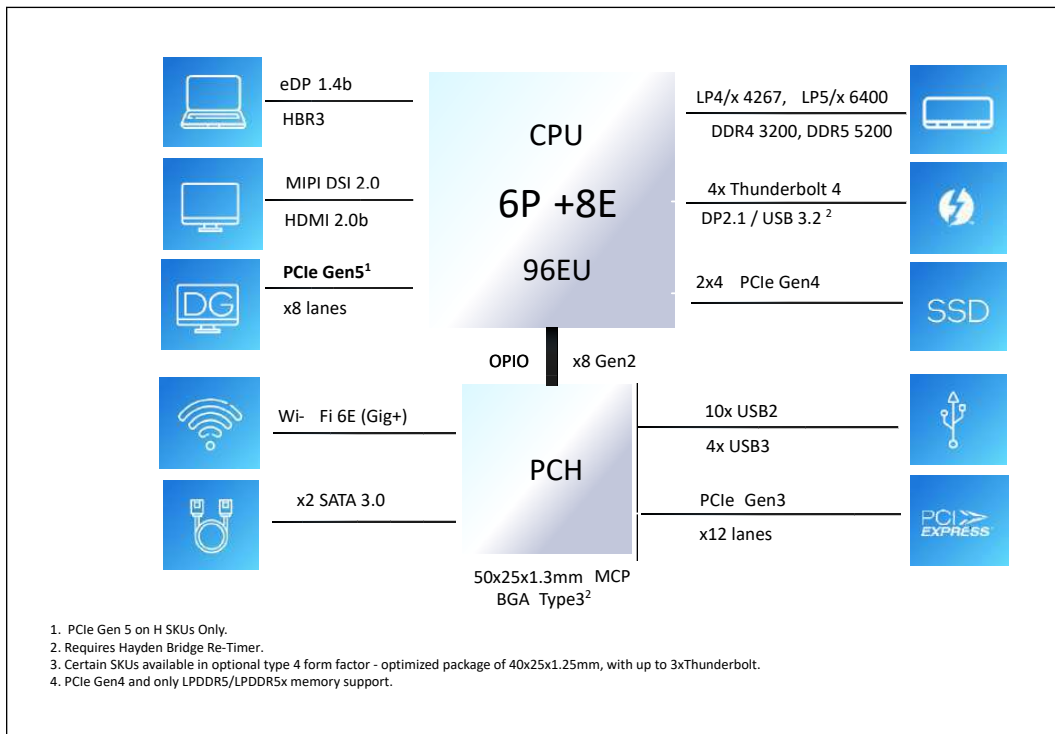 eDP 1.4b
HBR3
MIPI DSI 2.0
HDMI 2.0b
PCIe Gen5¹
x8 lanes
DG
CPU
6P +8E
96EU
LP4/x 4267, LP5/x 6400
DDR4 3200, DDR5 5200
4x Thunderbolt 4
DP2.1 / USB 3.2 ²
2x4 PCIe Gen4
SSD
OPIO x8 Gen2
Wi- Fi 6E (Gig+)
x2 SATA 3.0
PCH
10x USB2
4x USB3
PCIe Gen3
x12 lanes
PCI
EXPRESS
50x25x1.3mm MCP
BGA Type3²
1. PCIe Gen 5 on H SKUs Only.
2. Requires Hayden Bridge Re-Timer.
3. Certain SKUs available in optional type 4 form factor - optimized package of 40x25x1.25mm, with up to 3xThunderbolt.
4. PCIe Gen4 and only LPDDR5/LPDDR5x memory support.